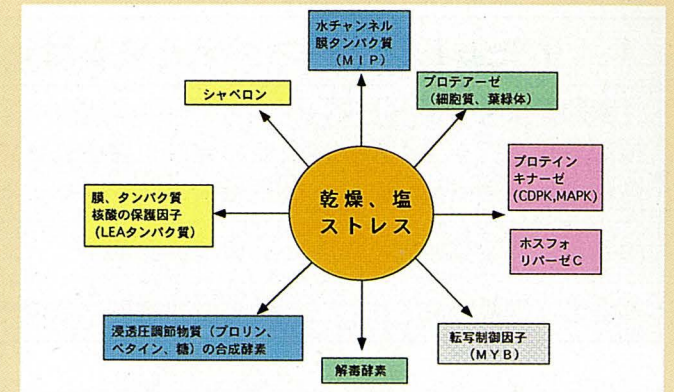 水チャンネル
膜タンパク質
(ＭＩＰ)
シャペロン
プロテアーゼ
(細胞質、葉緑体)
プロテイン
キナーゼ
(CDPK,MAPK)
膜、タンパク質
核酸の保護因子
(LEAタンパク質)
乾燥、塩
ストレス
ホスフォ
リパーゼＣ
浸透圧調節物質（プロリン、
ベタイン、糖）の合成酵素
転写制御因子
(ＭＹＢ)
解毒酵素